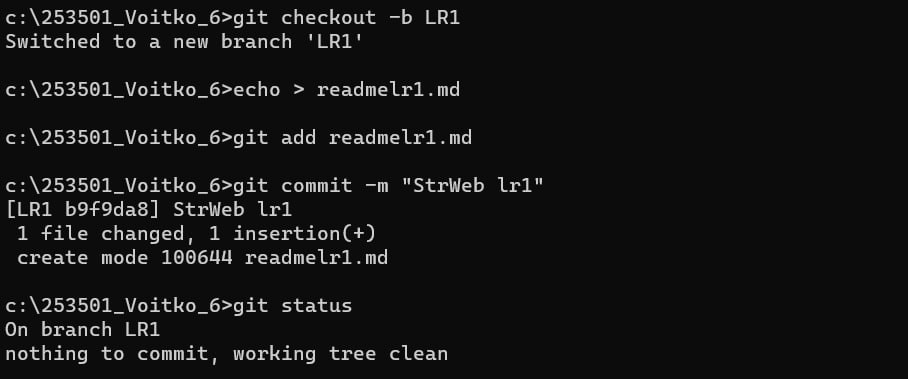 c:\253501_Voitko_6>git checkout -b LR1
Switched to a new branch 'LR1'
c:\253501_Voitko_6>echo > readmelr1.md
c:\253501_Voitko_6>git add readmelr1.md
c:\253501_Voitko_6>git commit -m "StrWeb lr1"
[LR1 b9f9da8] StrWeb lr1
 1 file changed, 1 insertion(+)
 create mode 100644 readmelr1.md
c:\253501_Voitko_6>git status
On branch LR1
nothing to commit, working tree clean